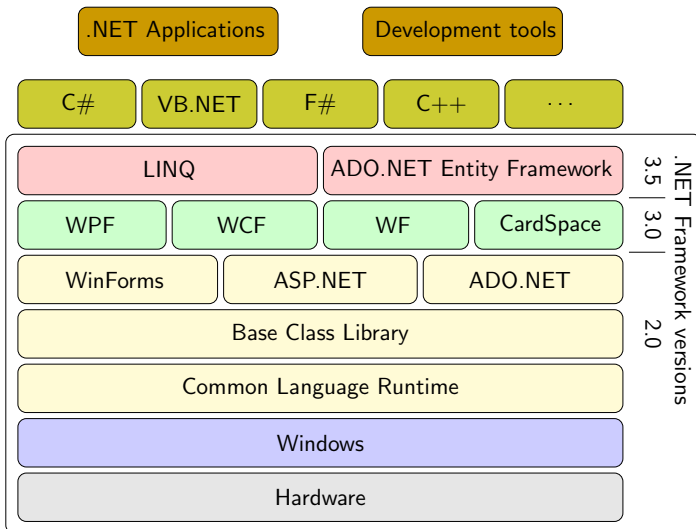 .NET Applications
Development tools
C#
VB.NET
F#
C++
···
LINQ
ADO.NET Entity Framework
3.5
WPF
WCF
WF
CardSpace
3.0
WinForms
ASP.NET
ADO.NET
Base Class Library
2.0
Common Language Runtime
Windows
Hardware
.NET Framework versions